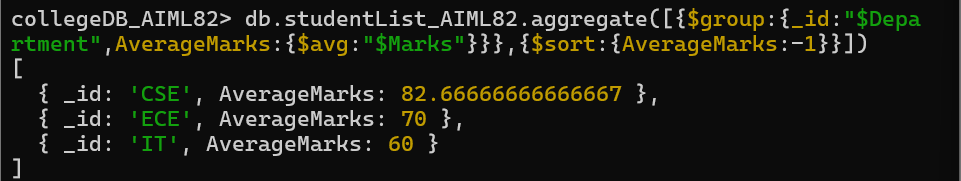 collegeDB_AIML82> db.studentList_AIML82.aggregate([{$group:{_id:"$Depa
rtment",AverageMarks:{$avg:"$Marks"}}},{$sort:{AverageMarks:-1}}])
[
  { _id: 'CSE', AverageMarks: 82.66666666666667 },
  { _id: 'ECE', AverageMarks: 70 },
  { _id: 'IT', AverageMarks: 60 }
]